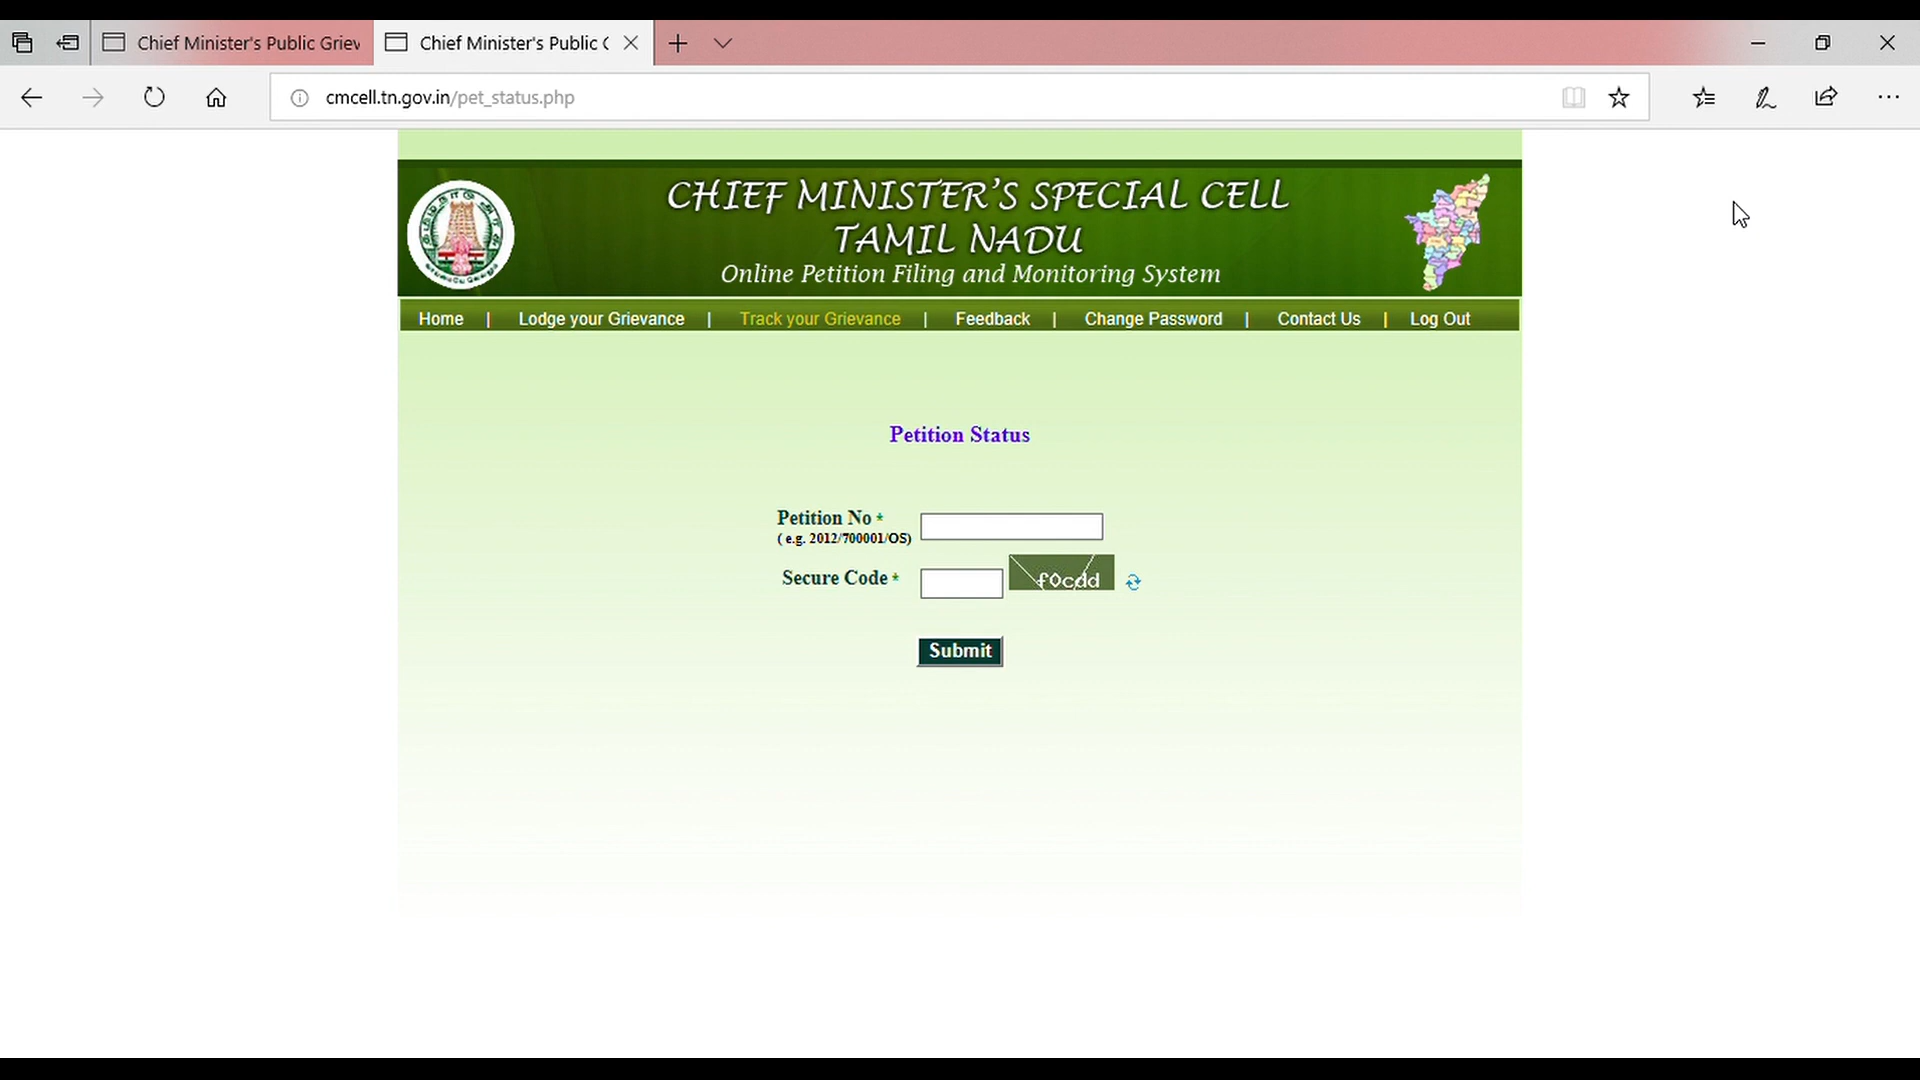 Chief Minister's Public Griev
Chief Minister's Public (
cmcell.tn.gov.in/pet_status.php
CHIEF MINISTER'S SPECIAL CELL
TAMIL NADU
Online Petition Filing and Monitoring System
Home | Lodge your Grievance | Track your Grievance | Feedback | Change Password | Contact Us | Log Out
Petition Status
Petition No *
( e.g. 2012/700001/OS)
Secure Code *
f0cdd
Submit